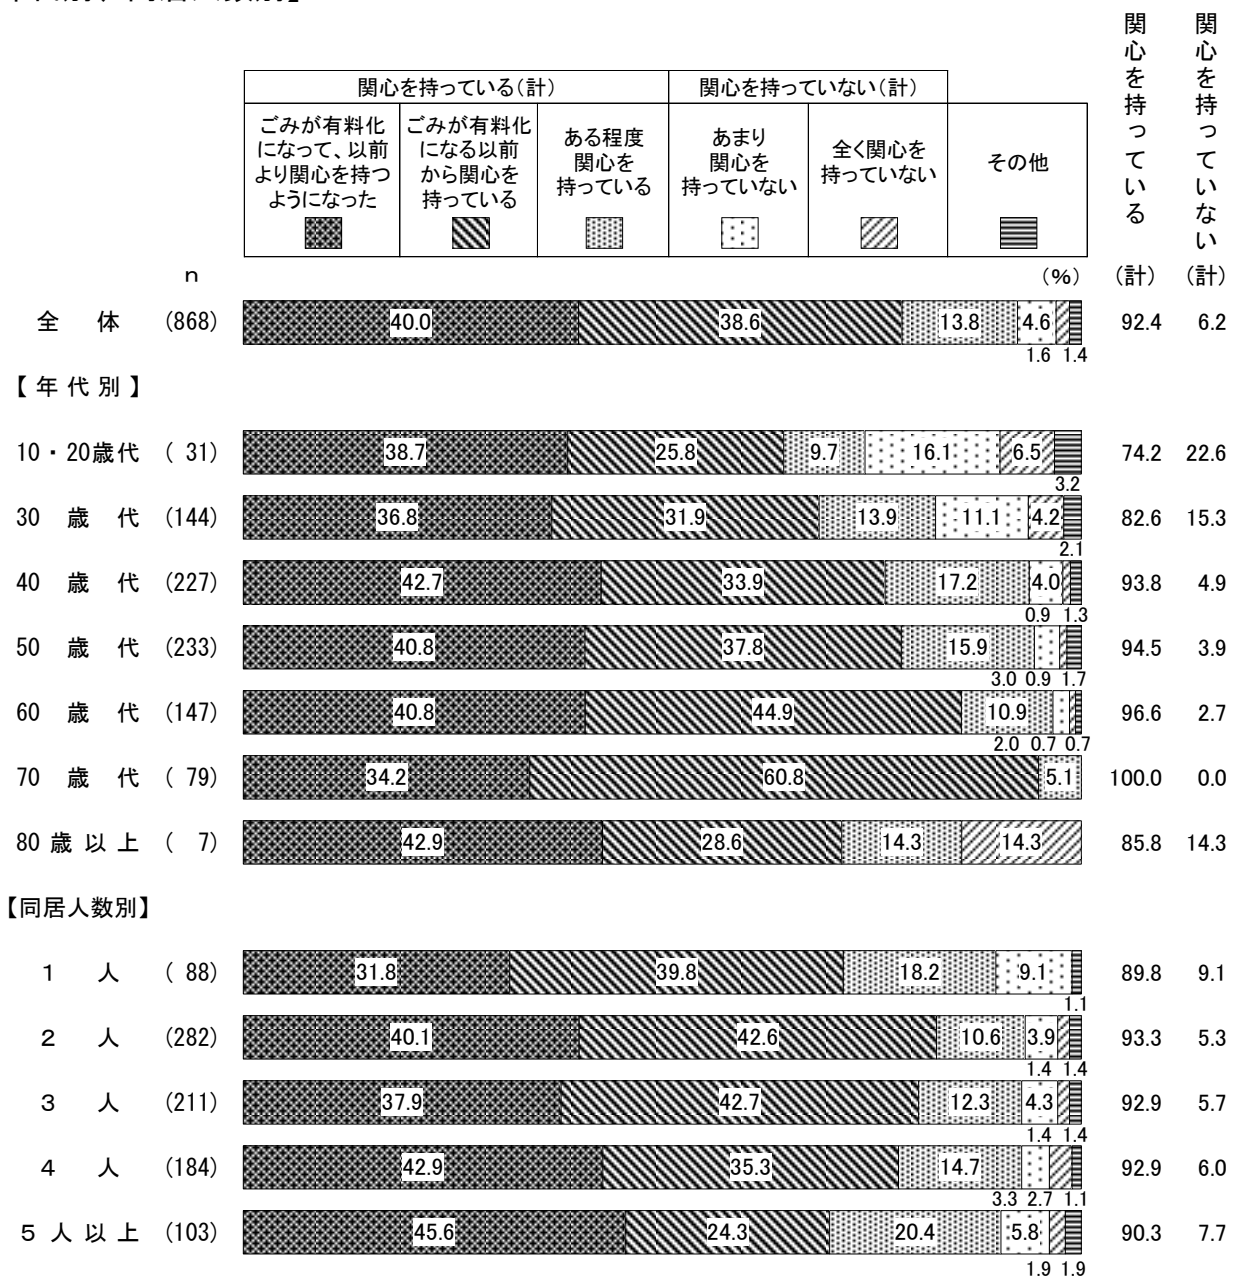 関心を持っている
関心を持っていない
関心を持っている(計)
関心を持っていない(計)
ごみが有料化
になって、以前
より関心を持つ
ようになった
ごみが有料化
になる以前
から関心を
持っている
ある程度
関心を
持っている
あまり
関心を
持っていない
全く関心を
持っていない
その他
n (%) (計) (計)
全体 (868) 40.0 38.6 13.8 4.6 92.4 6.2
1.6 1.4
【年代別】
10・20歳代 ( 31) 38.7 25.8 9.7 16.1 6.5 74.2 22.6
3.2
30歳代 (144) 36.8 31.9 13.9 11.1 4.2 82.6 15.3
2.1
40歳代 (227) 42.7 33.9 17.2 4.0 93.8 4.9
0.9 1.3
50歳代 (233) 40.8 37.8 15.9 94.5 3.9
3.0 0.9 1.7
60歳代 (147) 40.8 44.9 10.9 96.6 2.7
2.0 0.7 0.7
70歳代 ( 79) 34.2 60.8 5.1 100.0 0.0
80歳以上 ( 7) 42.9 28.6 14.3 14.3 85.8 14.3
【同居人数別】
1人 ( 88) 31.8 39.8 18.2 9.1 89.8 9.1
1.1
2人 (282) 40.1 42.6 10.6 3.9 93.3 5.3
1.4 1.4
3人 (211) 37.9 42.7 12.3 4.3 92.9 5.7
1.4 1.4
4人 (184) 42.9 35.3 14.7 92.9 6.0
3.3 2.7 1.1
5人以上 (103) 45.6 24.3 20.4 5.8 90.3 7.7
1.9 1.9